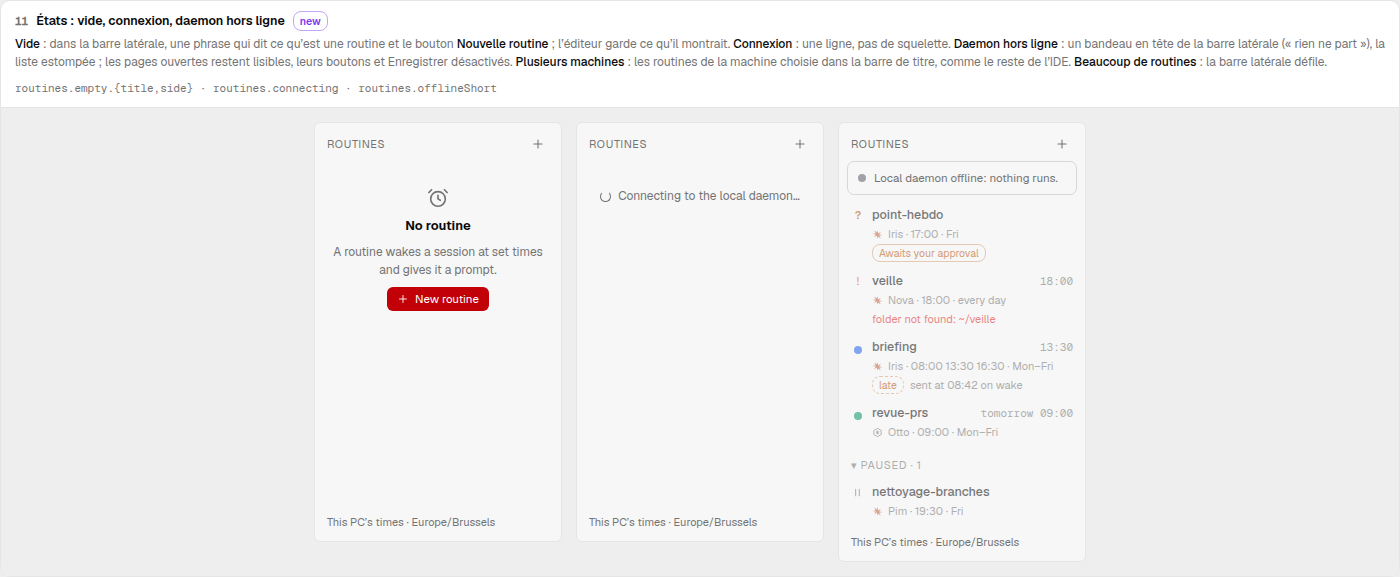 11 États : vide, connexion, daemon hors ligne new
Vide : dans la barre latérale, une phrase qui dit ce qu'est une routine et le bouton Nouvelle routine ; l'éditeur garde ce qu'il montrait. Connexion : une ligne, pas de squelette. Daemon hors ligne : un bandeau en tête de la barre latérale (« rien ne part »), la
liste estompée ; les pages ouvertes restent lisibles, leurs boutons et Enregistrer désactivés. Plusieurs machines : les routines de la machine choisie dans la barre de titre, comme le reste de l'IDE. Beaucoup de routines : la barre latérale défile.
routines.empty.{title,side} · routines.connecting · routines.offlineShort
ROUTINES
No routine
A routine wakes a session at set times
and gives it a prompt.
+ New routine
This PC's times · Europe/Brussels
ROUTINES
Connecting to the local daemon…
This PC's times · Europe/Brussels
ROUTINES
Local daemon offline: nothing runs.
? point-hebdo
Iris · 17:00 · Fri
Awaits your approval
! veille 18:00
Nova · 18:00 · every day
folder not found: ~/veille
briefing 13:30
Iris · 08:00 13:30 16:30 · Mon–Fri
late sent at 08:42 on wake
revue-prs tomorrow 09:00
Otto · 09:00 · Mon–Fri
▾ PAUSED · 1
nettoyage-branches
Pim · 19:30 · Fri
This PC's times · Europe/Brussels